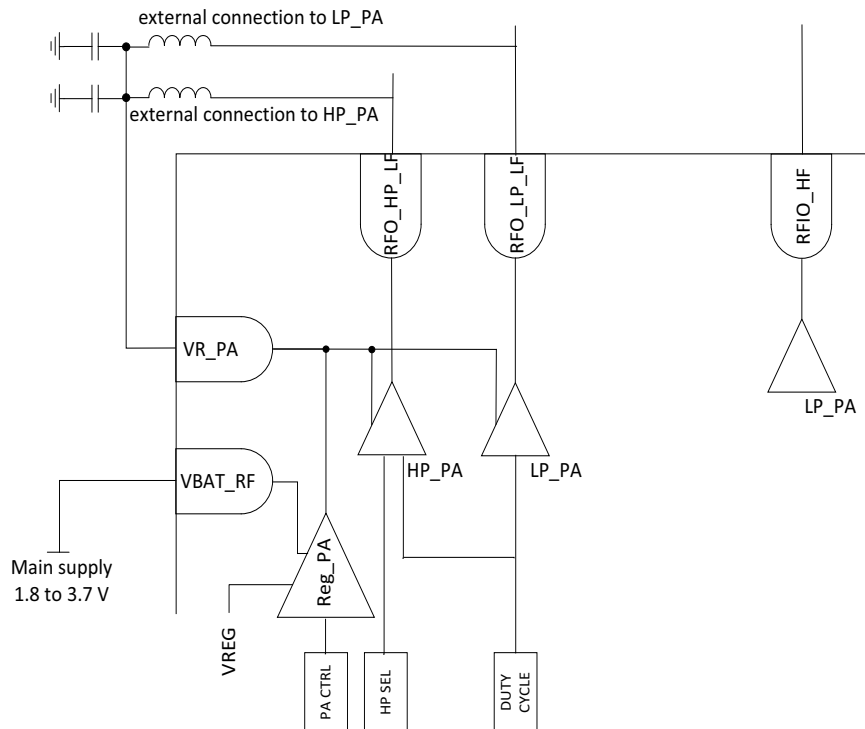 external connection to LP_PA
external connection to HP_PA
RFO_HP_LF
RFO_LP_LF
RFIO_HF
VR_PA
LP_PA
HP_PA
LP_PA
VBAT_RF
Reg_PA
Main supply
1.8 to 3.7 V
VREG
PA CTRL
HP SEL
DUTY
CYCLE